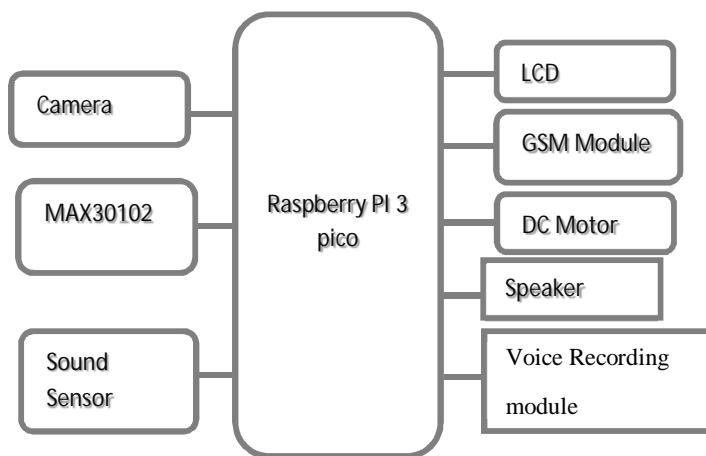 Camera
MAX30102
Sound
Sensor
Raspberry PI 3
pico
LCD
GSM Module
DC Motor
Speaker
Voice Recording
module